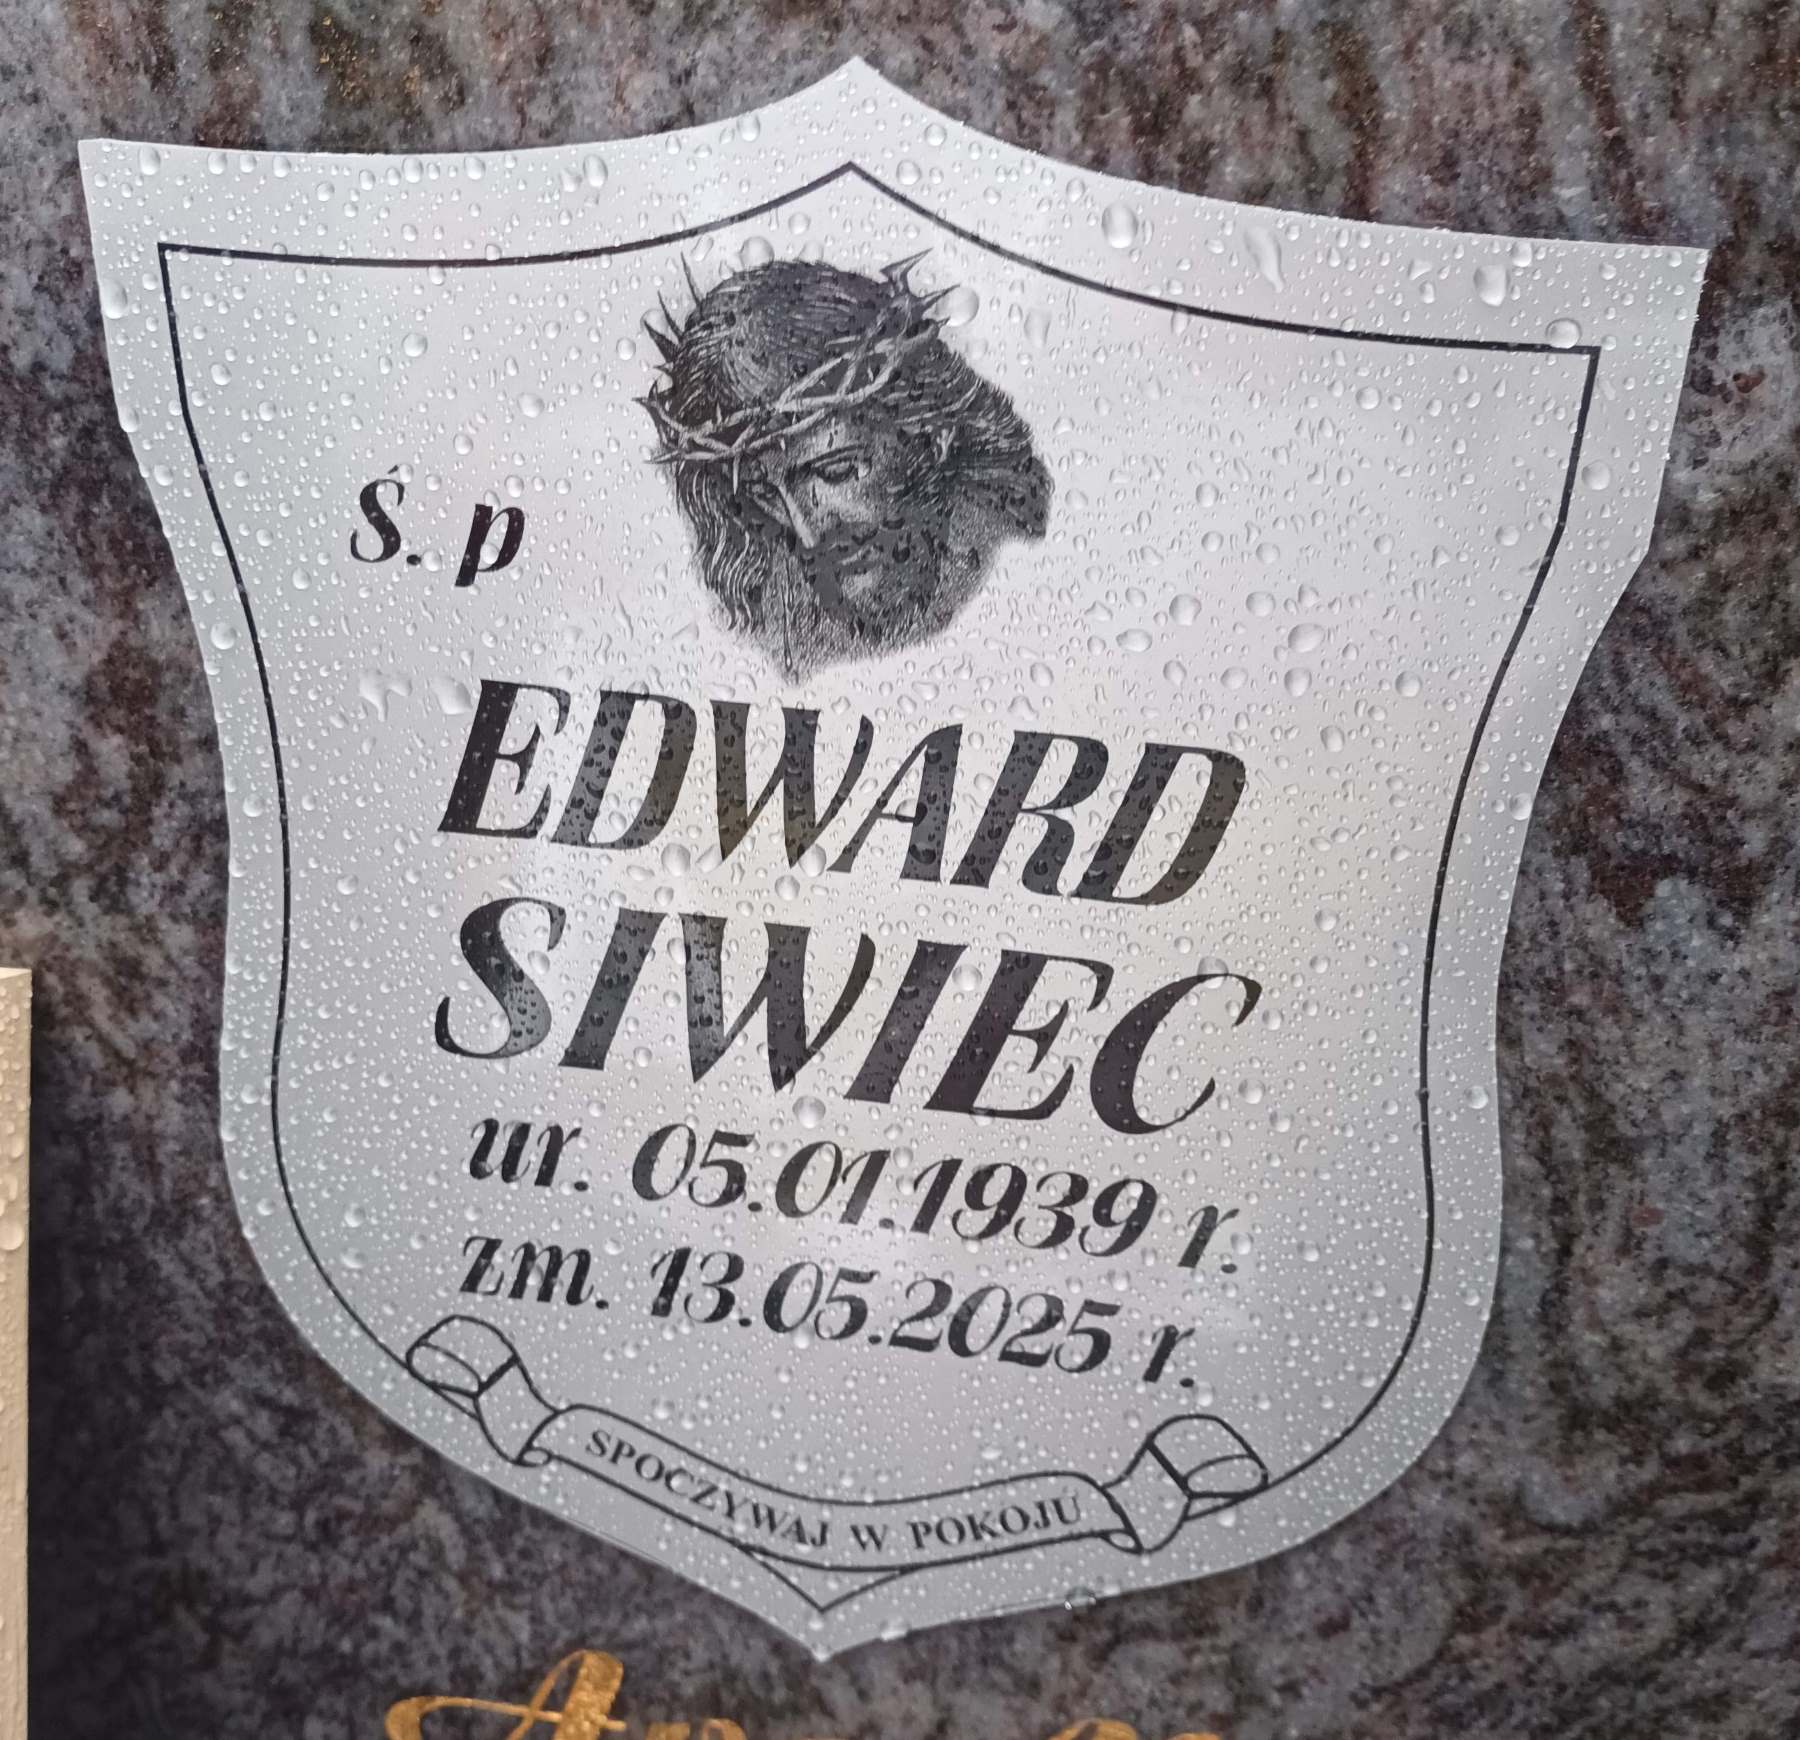 Ś. p
EDWARD
SIWIEC
ur. 05.01.1939 r.
zm. 13.05.2025 r.
SPOCZYWAJ W POKOJU